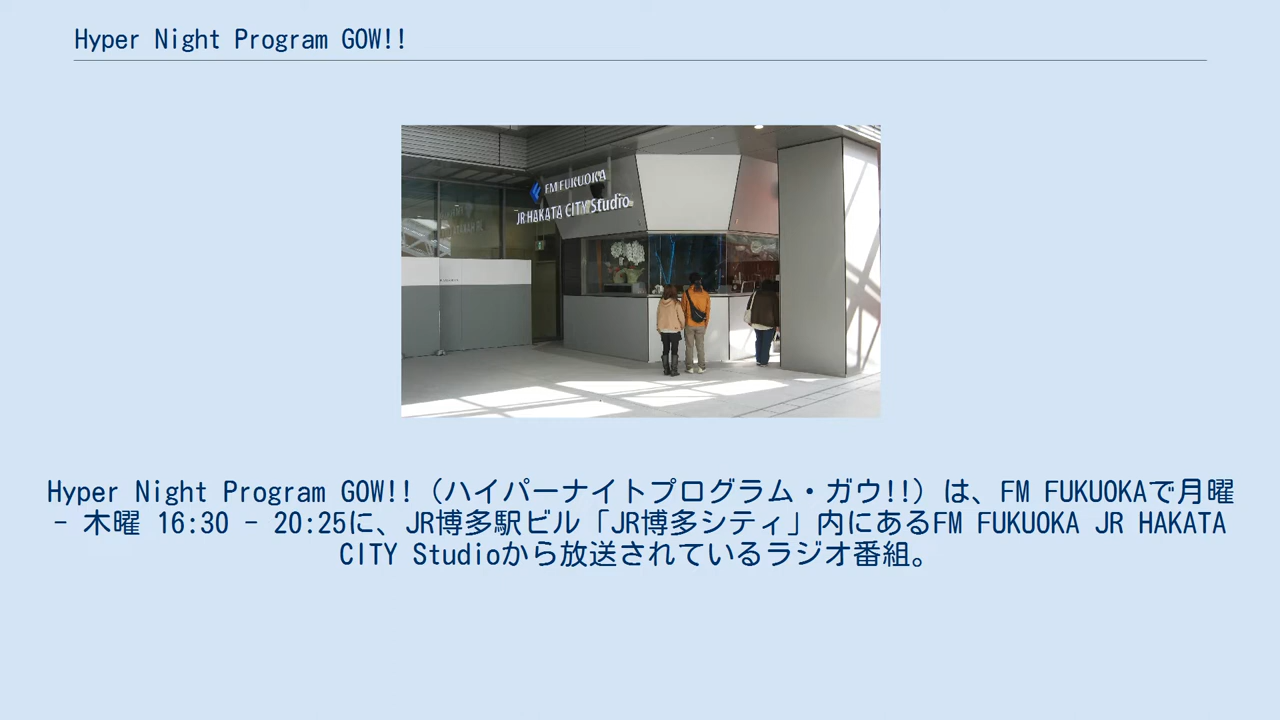 Hyper Night Program GOW!!
FM FUKUOKA
JR HAKATA CITY Studio
Hyper Night Program GOW!!（ハイパーナイトプログラム・ガウ!!）は、FM FUKUOKAで月曜
- 木曜 16:30 - 20:25に、JR博多駅ビル「JR博多シティ」内にあるFM FUKUOKA JR HAKATA
CITY Studioから放送されているラジオ番組。